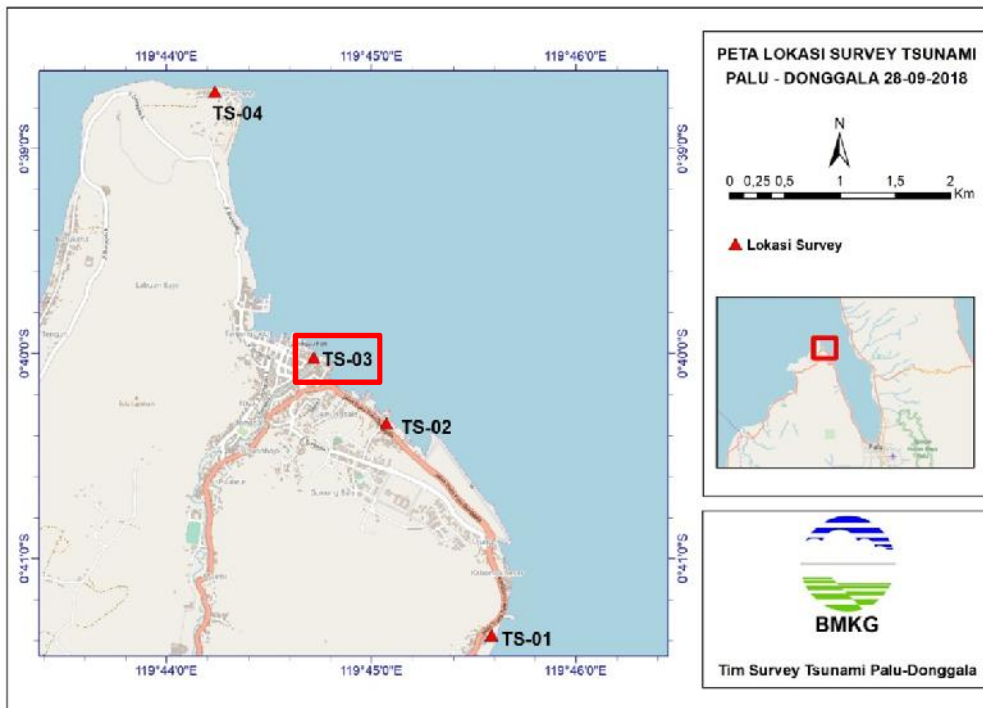 119°44'0"E
119°45'0"E
119°46'0"E
0°39'0"S
0°40'0"S
0°41'0"S
TS-04
Labuan Bajo
TS-03
TS-02
TS-01
0°39'0"S
0°40'0"S
0°41'0"S
119°44'0"E
119°45'0"E
119°46'0"E
PETA LOKASI SURVEY TSUNAMI
PALU - DONGGALA 28-09-2018
N
0 0,25 0,5 1 1,5 2
Km
Lokasi Survey
Palu
BMKG
Tim Survey Tsunami Palu-Donggala